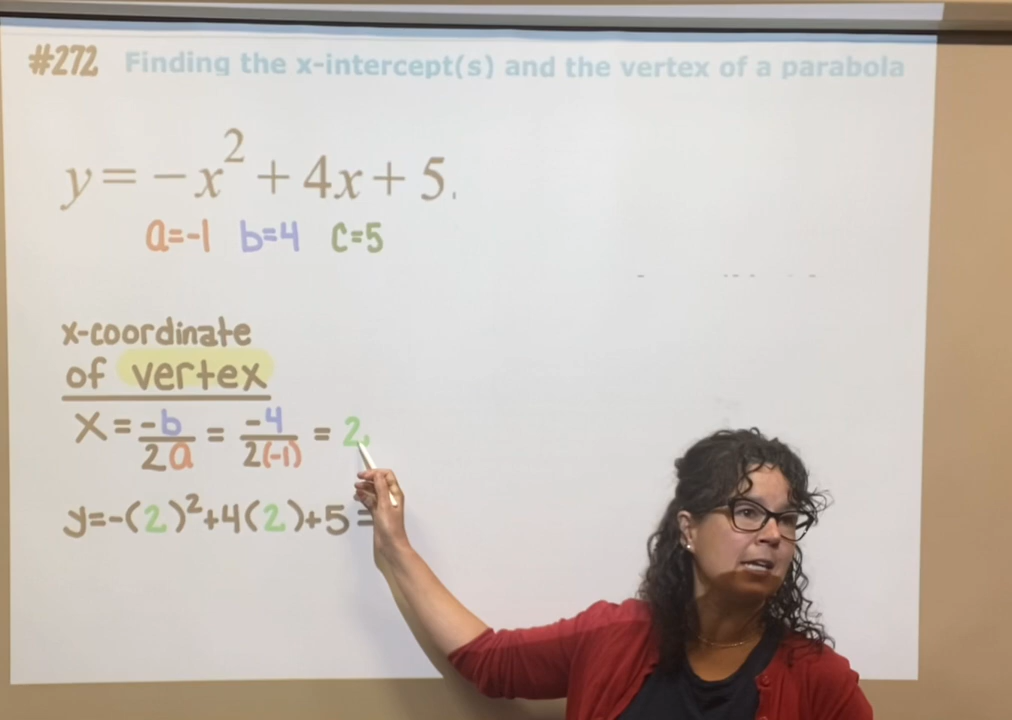 #272 Finding the x-intercept(s) and the vertex of a parabola
y = −x² + 4x + 5.
a=-1 b=4 c=5
x-coordinate
of vertex
x = -b/2a = -4/2(-1) = 2
y=-(2)²+4(2)+5=